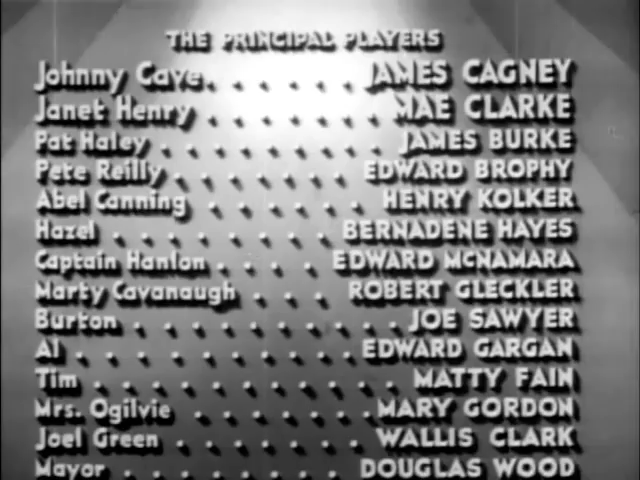 THE PRINCIPAL PLAYERS
Johnny Cave. . . . . . JAMES CAGNEY
Janet Henry . . . . . . MAE CLARKE
Pat Haley . . . . . . . . . . JAMES BURKE
Pete Reilly . . . . . . . . EDWARD BROPHY
Abel Canning . . . . . . . HENRY KOLKER
Hazel . . . . . . . . BERNADENE HAYES
Captain Hanlon . . . . EDWARD McNAMARA
Marty Cavanaugh . . . ROBERT GLECKLER
Burton . . . . . . . . . . JOE SAWYER
Al . . . . . . . . . . EDWARD GARGAN
Tim . . . . . . . . . . . MATTY FAIN
Mrs. Ogilvie . . . . . . . MARY GORDON
Joel Green . . . . . . . WALLIS CLARK
Mayor . . . . . . . . DOUGLAS WOOD